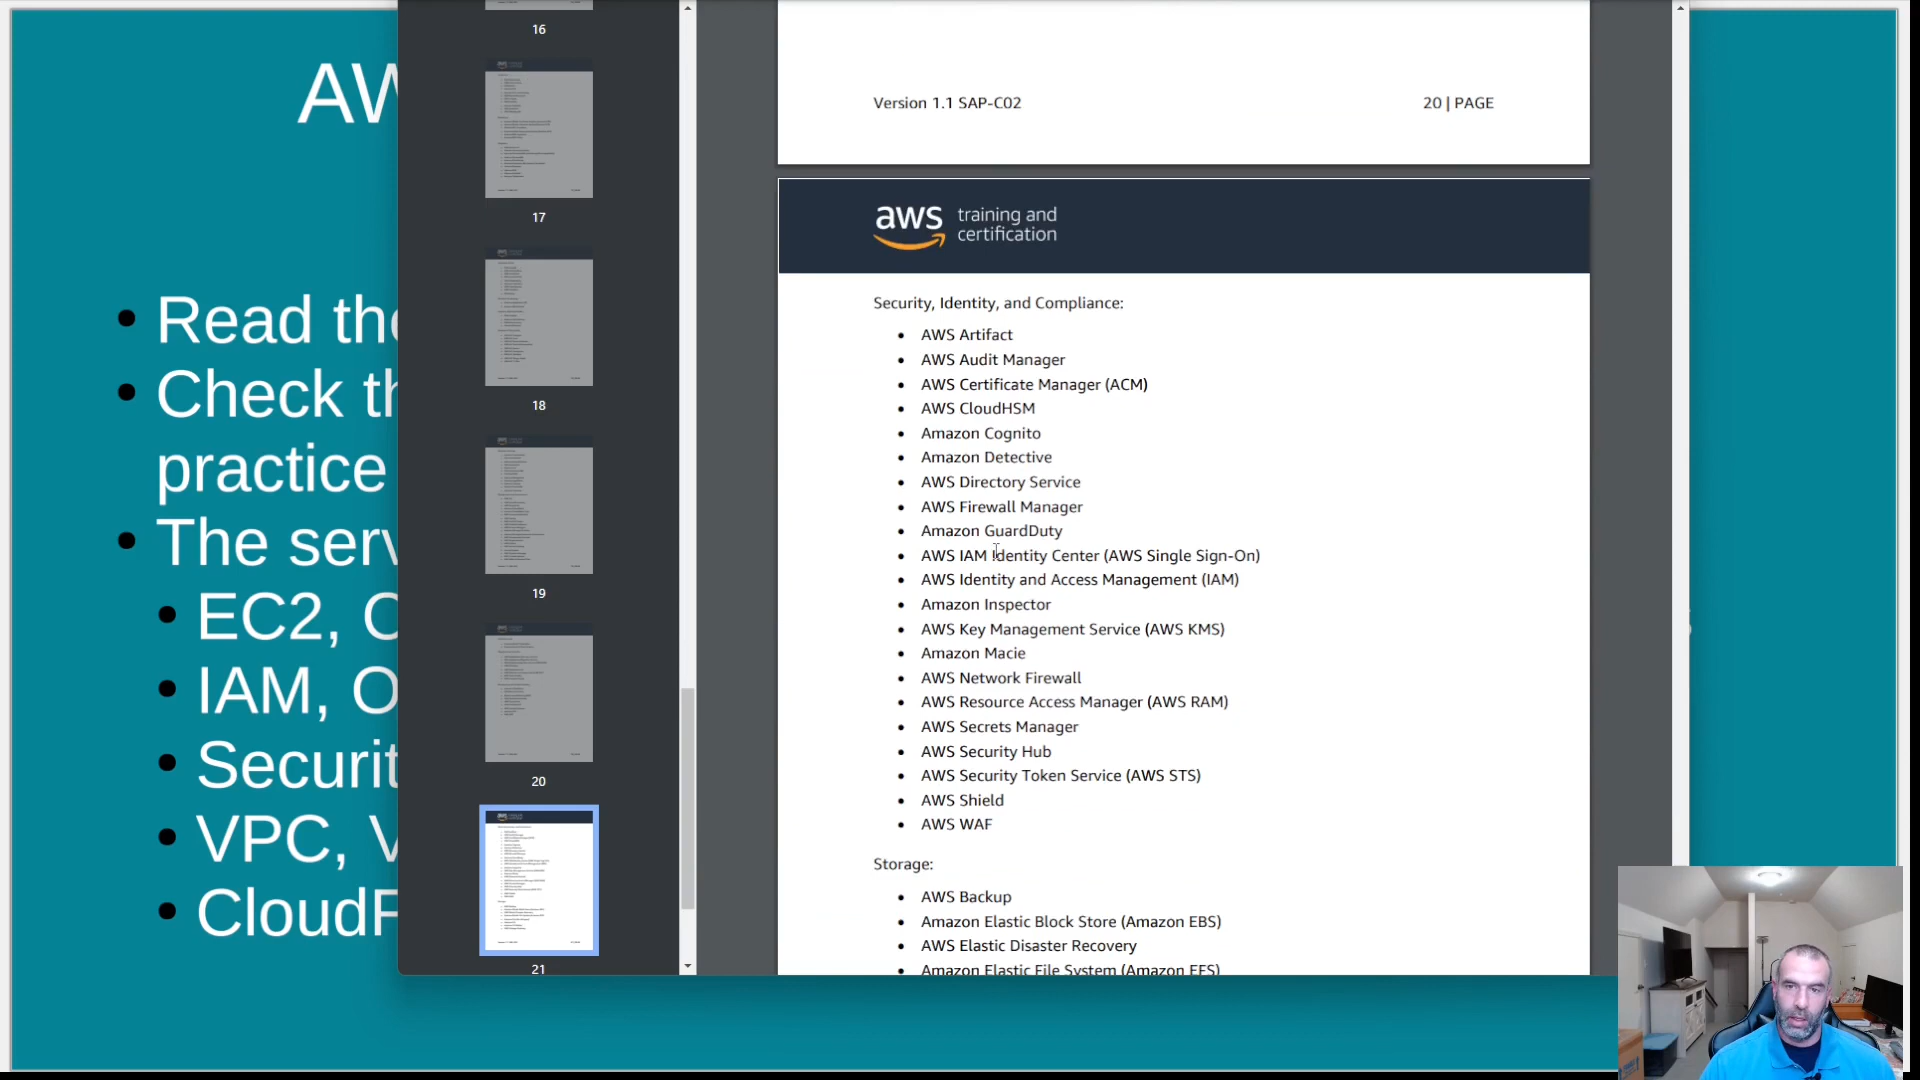 AW
Read the
Check th
practice
The serv
EC2, C
IAM, O
Securit
VPC, V
CloudF
16
17
18
19
20
21
Version 1.1 SAP-C02
20 | PAGE
aws training and
certification
Security, Identity, and Compliance:
AWS Artifact
AWS Audit Manager
AWS Certificate Manager (ACM)
AWS CloudHSM
Amazon Cognito
Amazon Detective
AWS Directory Service
AWS Firewall Manager
Amazon GuardDuty
AWS IAM Identity Center (AWS Single Sign-On)
AWS Identity and Access Management (IAM)
Amazon Inspector
AWS Key Management Service (AWS KMS)
Amazon Macie
AWS Network Firewall
AWS Resource Access Manager (AWS RAM)
AWS Secrets Manager
AWS Security Hub
AWS Security Token Service (AWS STS)
AWS Shield
AWS WAF
Storage:
AWS Backup
Amazon Elastic Block Store (Amazon EBS)
AWS Elastic Disaster Recovery
Amazon Elastic File System (Amazon EFS)